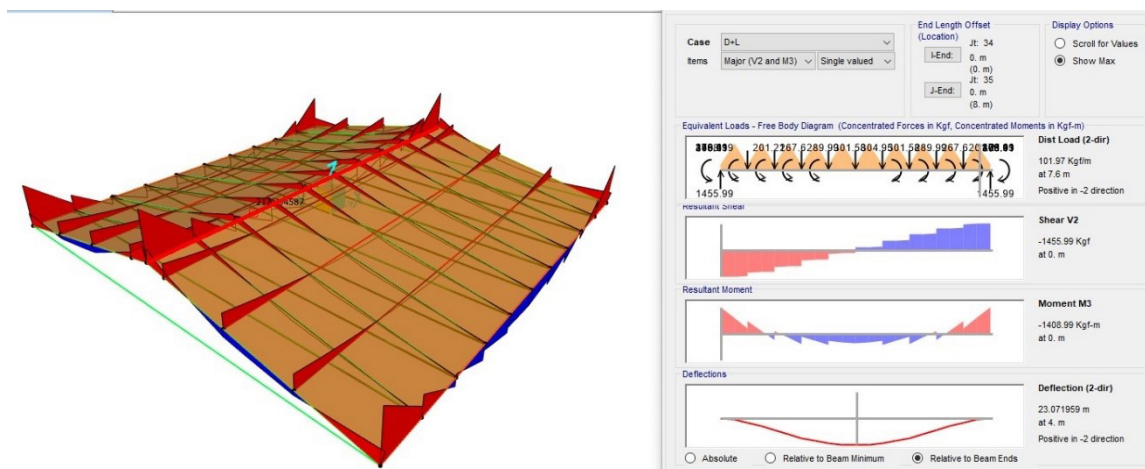 Case D+L
Items Major (V2 and M3) Single valued
End Length Offset
(Location)
I-End:
Jt: 34
0. m
(0. m)
J-End:
Jt: 35
0. m
(8. m)
Display Options
Scroll for Values
Show Max
Equivalent Loads - Free Body Diagram (Concentrated Forces in Kgf, Concentrated Moments in Kgf-m)
1455.99
Dist Load (2-dir)
101.97 Kgf/m
at 7.6 m
Positive in -2 direction
Resultant Shear
Shear V2
-1455.99 Kgf
at 0. m
Resultant Moment
Moment M3
-1408.99 Kgf-m
at 0. m
Deflections
Deflection (2-dir)
23.071959 m
at 4. m
Positive in -2 direction
Absolute Relative to Beam Minimum Relative to Beam Ends